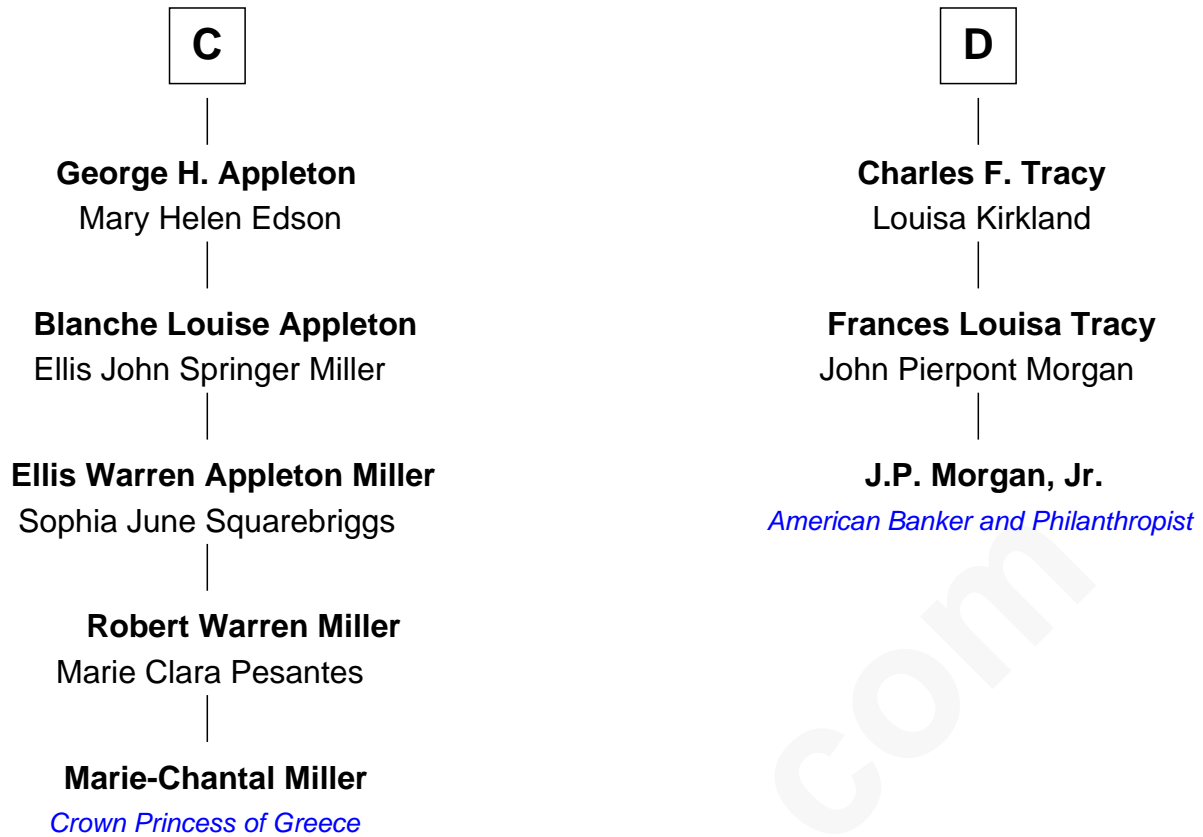 C
George H. Appleton
Mary Helen Edson
Blanche Louise Appleton
Ellis John Springer Miller
Ellis Warren Appleton Miller
Sophia June Squarebriggs
Robert Warren Miller
Marie Clara Pesantes
Marie-Chantal Miller
Crown Princess of Greece
D
Charles F. Tracy
Louisa Kirkland
Frances Louisa Tracy
John Pierpont Morgan
J.P. Morgan, Jr.
American Banker and Philanthropist
com